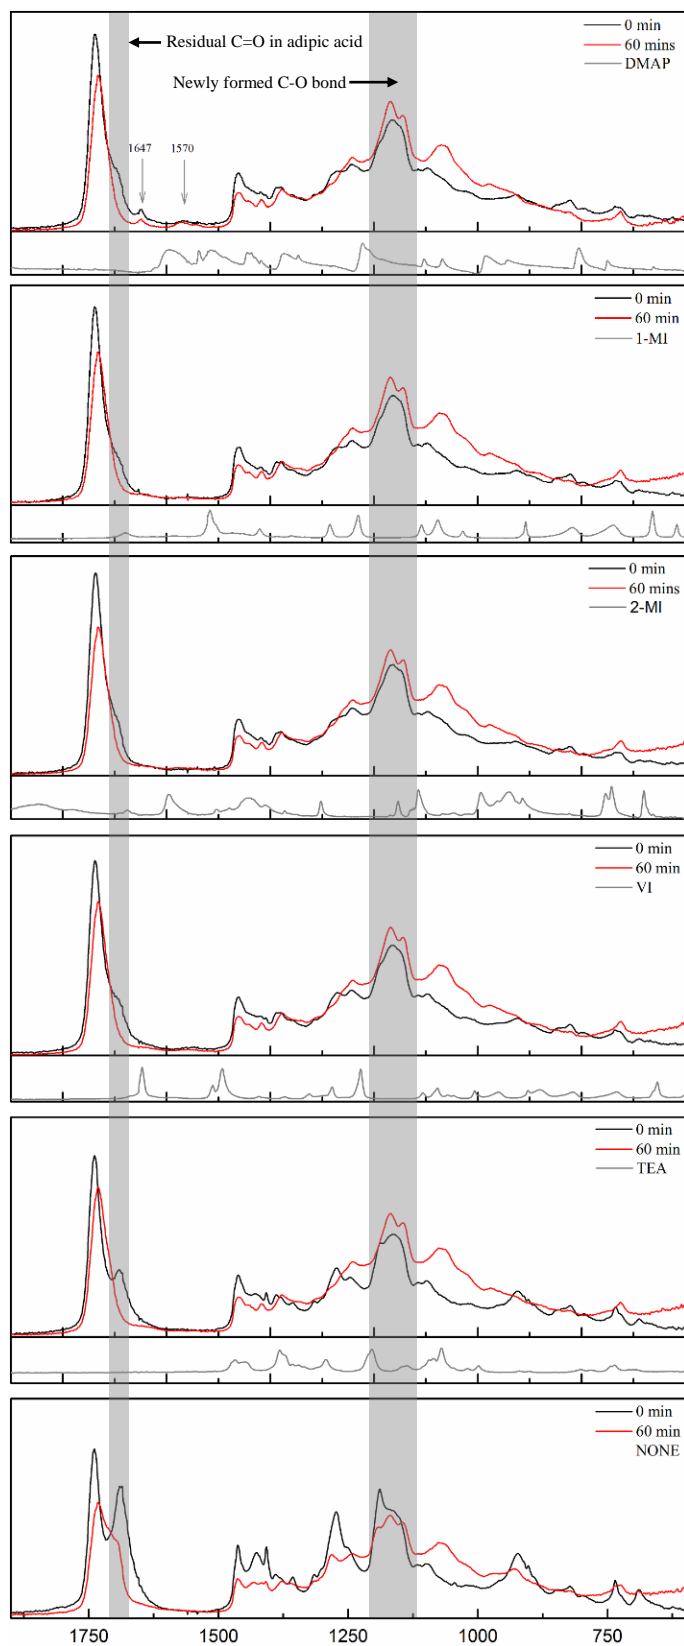 0 min
Residual C=O in adipic acid
60 mins
DMAP
Newly formed C-O bond
1647
1570
0 min
60 min
1-MI
0 min
60 mins
2-MI
0 min
60 min
VI
0 min
60 min
TEA
0 min
60 min
NONE
1750 1500 1250 1000 750